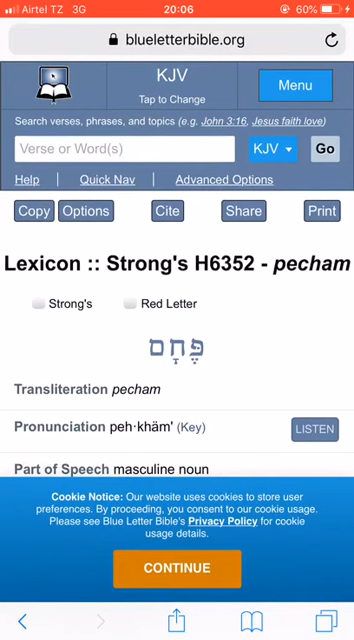 Airtel TZ 3G 20:06 60%
blueletterbible.org
KJV
Tap to Change
Menu
Search verses, phrases, and topics (e.g. John 3:16, Jesus faith love)
Verse or Word(s) KJV Go
Help Quick Nav Advanced Options
Copy Options Cite Share Print
Lexicon :: Strong's H6352 - pecham
Strong's Red Letter
פֶּחָם
Transliteration pecham
Pronunciation peh·khäm' (Key) LISTEN
Part of Speech masculine noun
Cookie Notice: Our website uses cookies to store user
preferences. By proceeding, you consent to our cookie usage.
Please see Blue Letter Bible's Privacy Policy for cookie
usage details.
CONTINUE